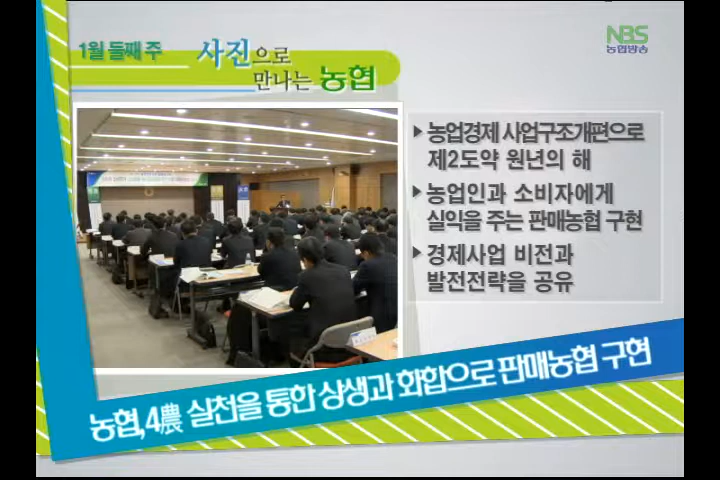 1월 둘째 주
사진으로
만나는 농협
NBS
농협방송
▶ 농업경제 사업구조개편으로
제2도약 원년의 해
▶ 농업인과 소비자에게
실익을 주는 판매농협 구현
▶ 경제사업 비전과
발전전략을 공유
농협, 4農 실천을 통한 상생과 화합으로 판매농협 구현